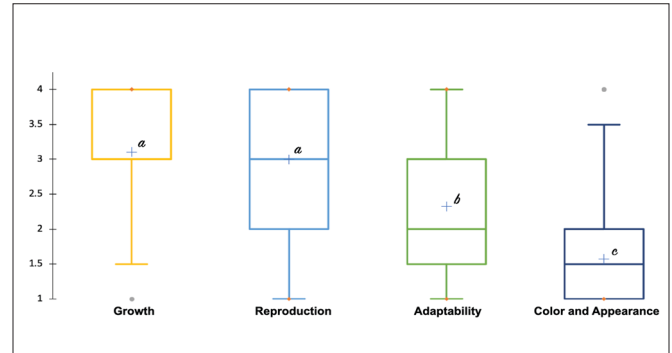 4
3.5
3
2.5
2
1.5
1
a
a
b
c
Growth
Reproduction
Adaptability
Color and Appearance